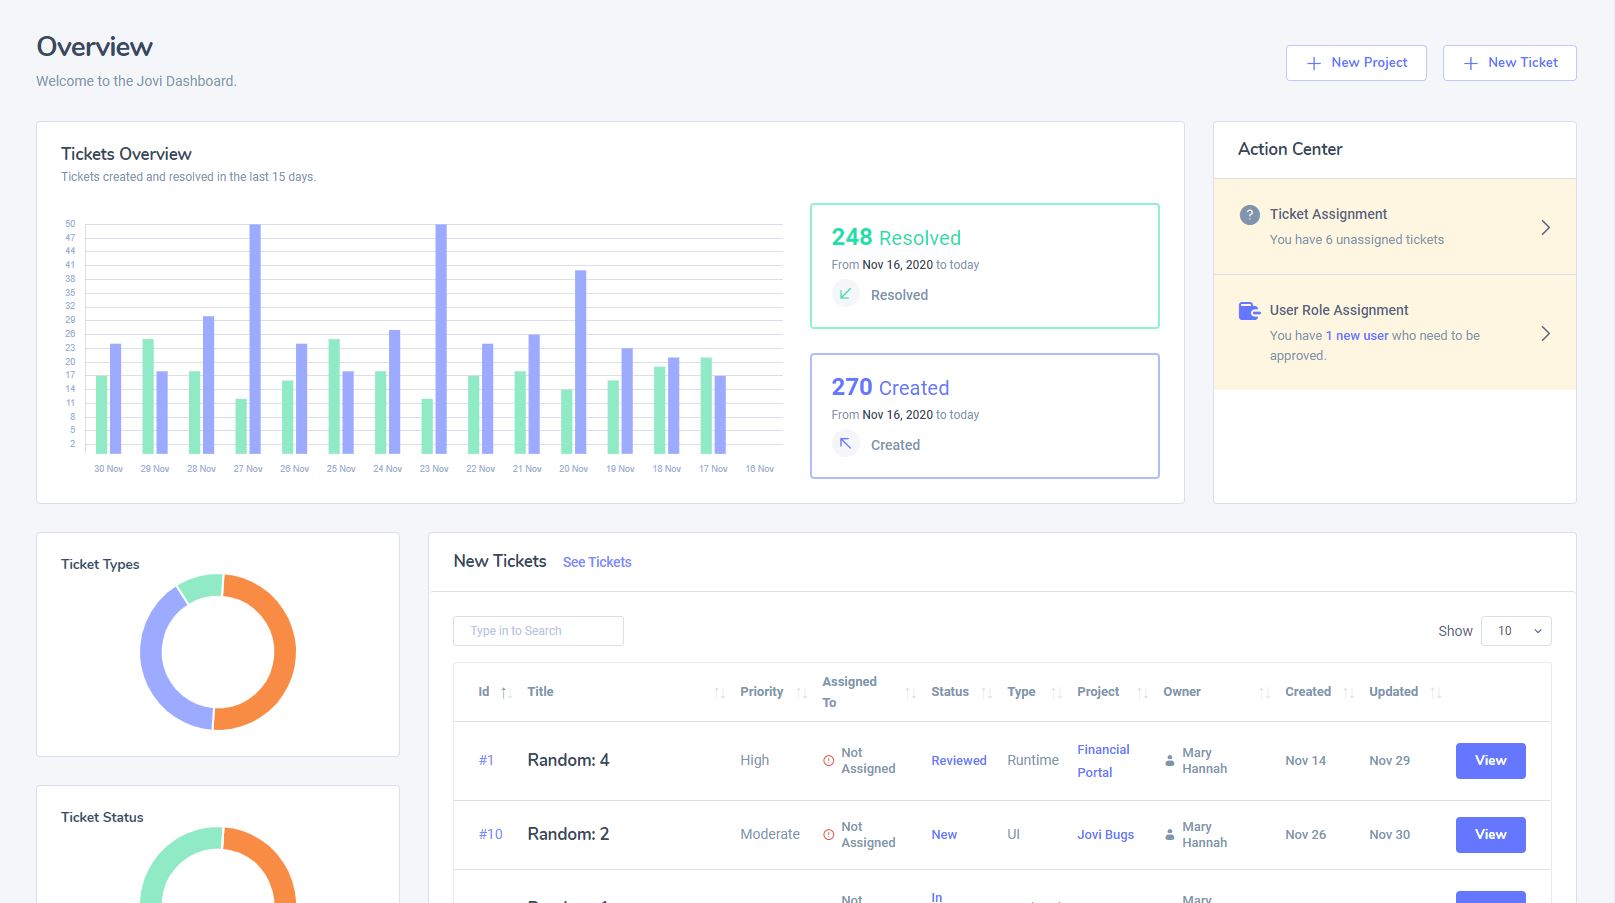 Overview
Welcome to the Jovi Dashboard.
New Project
New Ticket
Tickets Overview
Tickets created and resolved in the last 15 days.
50
47
44
41
38
35
32
29
26
23
20
17
14
11
8
5
2
30 Nov 29 Nov 28 Nov 27 Nov 26 Nov 25 Nov 24 Nov 23 Nov 22 Nov 21 Nov 20 Nov 19 Nov 18 Nov 17 Nov 16 Nov
248 Resolved
From Nov 16, 2020 to today
Resolved
270 Created
From Nov 16, 2020 to today
Created
Action Center
Ticket Assignment
You have 6 unassigned tickets
User Role Assignment
You have 1 new user who need to be
approved.
Ticket Types
Ticket Status
New Tickets See Tickets
Type in to Search
Show 10
Id Title Priority Assigned To Status Type Project Owner Created Updated
#1 Random: 4 High Not Assigned Reviewed Runtime Financial Portal Mary Hannah Nov 14 Nov 29 View
#10 Random: 2 Moderate Not Assigned New UI Jovi Bugs Mary Hannah Nov 26 Nov 30 View
Not In Mary